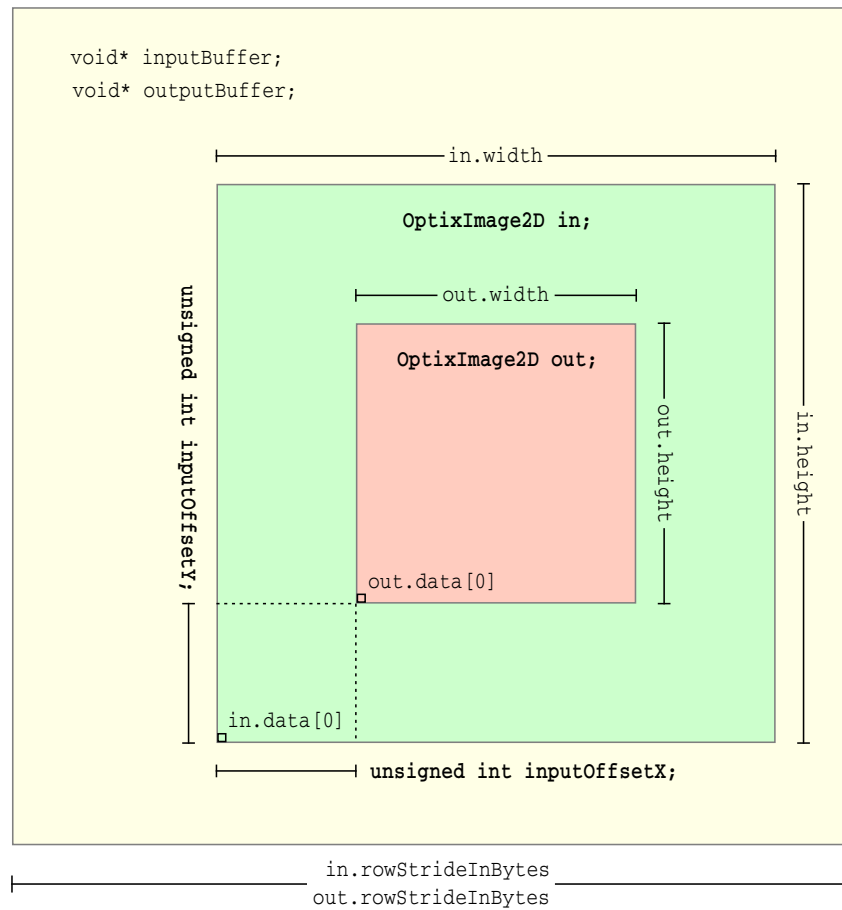 void* inputBuffer;
void* outputBuffer;
in.width
OptixImage2D in;
out.width
OptixImage2D out;
unsigned int inputOffsetY;
out.height
in.height
out.data[0]
in.data[0]
unsigned int inputOffsetX;
in.rowStrideInBytes
out.rowStrideInBytes